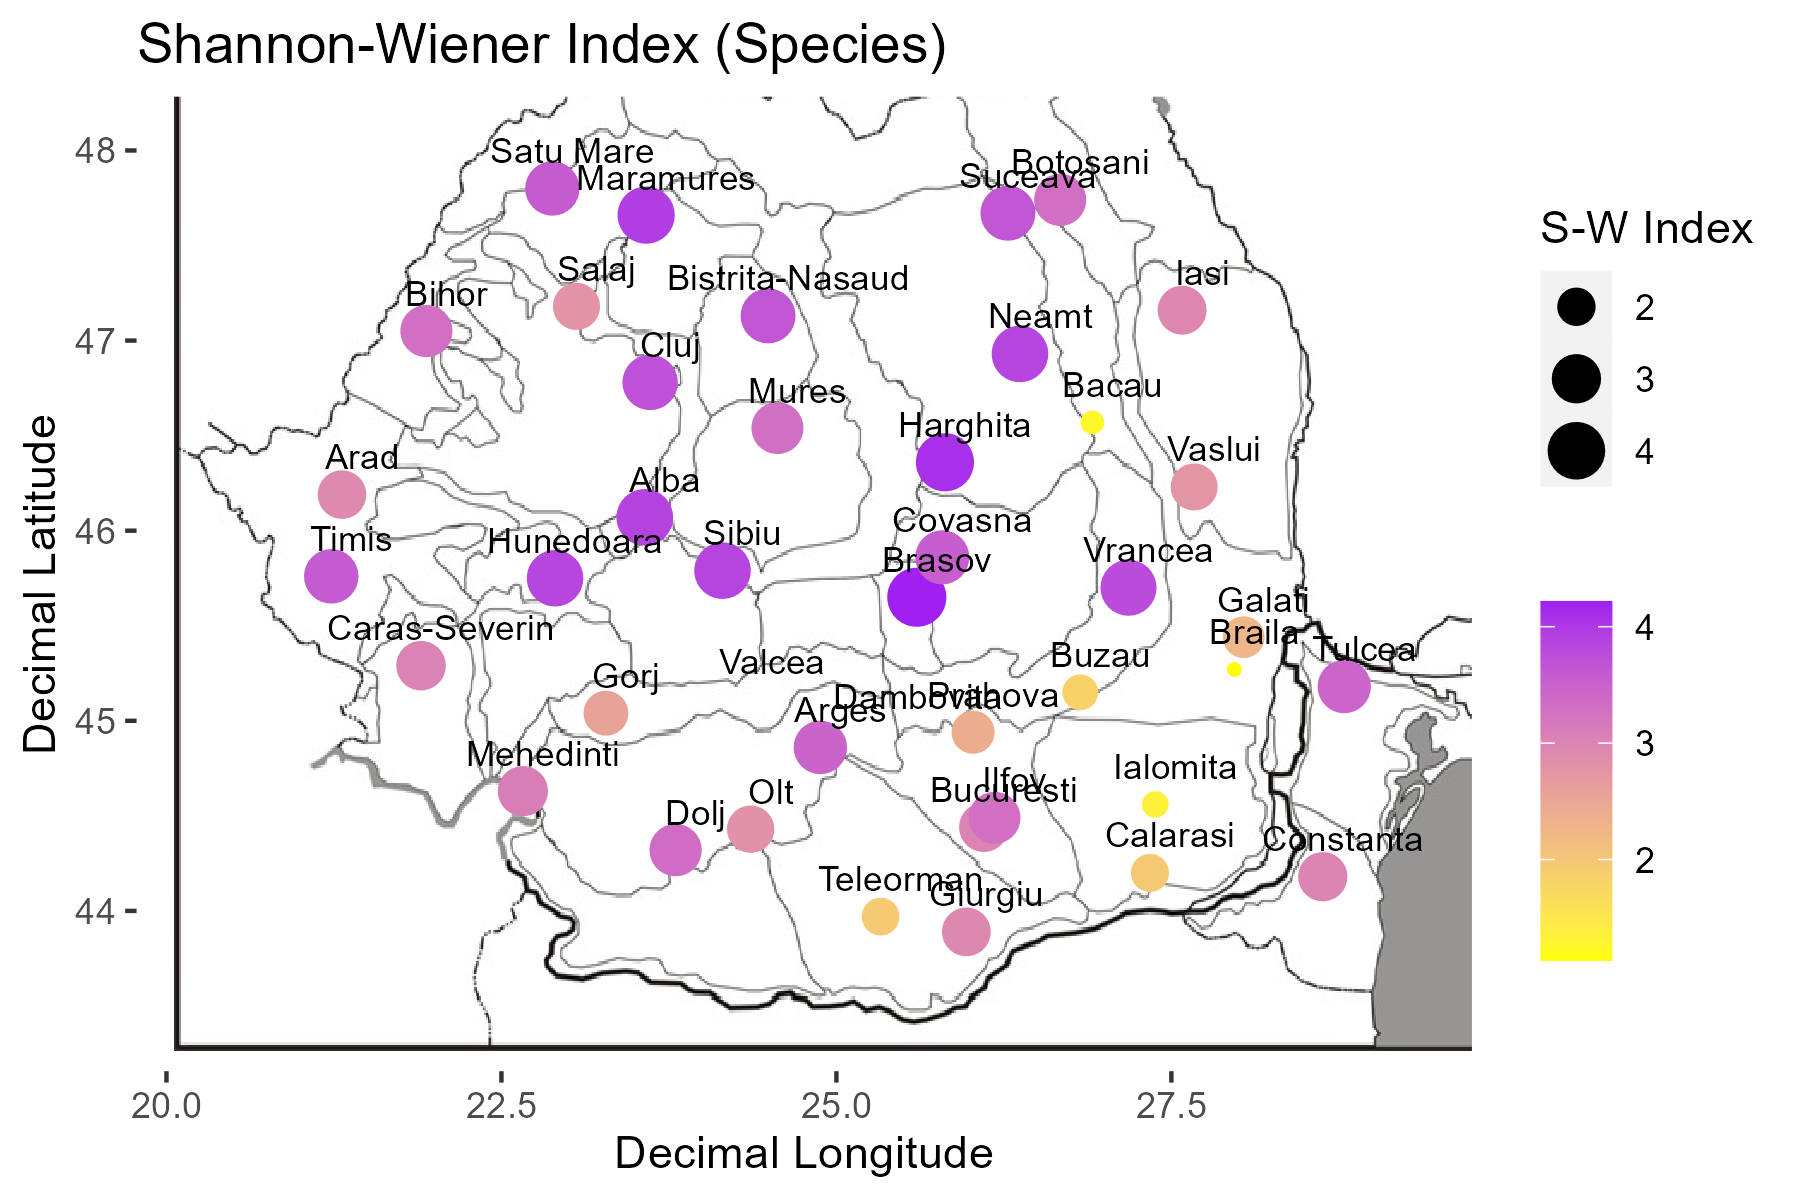 Shannon-Wiener Index (Species)
Decimal Latitude
48
47
46
45
44
Satu Mare
Maramures
Botosani
Suceava
Salaj
Bistrita-Nasaud
Iasi
Bihor
Neamt
Cluj
Bacau
Mures
Harghita
Vaslui
Arad
Alba
Covasna
Sibiu
Timis
Hunedoara
Vrancea
Brasov
Galati
Braila
Caras-Severin
Tulcea
Buzau
Valcea
Gorj
Prahova
Dambovita
Arges
Mehedinti
Ialomita
Ilfov
Bucuresti
Olt
Dolj
Calarasi
Constanta
Teleorman
Giurgiu
20.0
22.5
25.0
27.5
Decimal Longitude
S-W Index
2
3
4
4
3
2